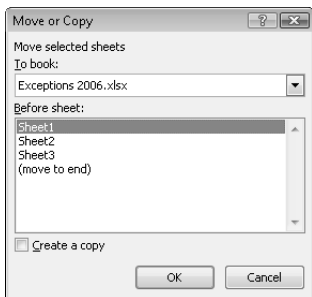 Move or Copy
Move selected sheets
To book:
Exceptions 2006.xlsx
Before sheet:
Sheet1
Sheet2
Sheet3
(move to end)
Create a copy
OK Cancel